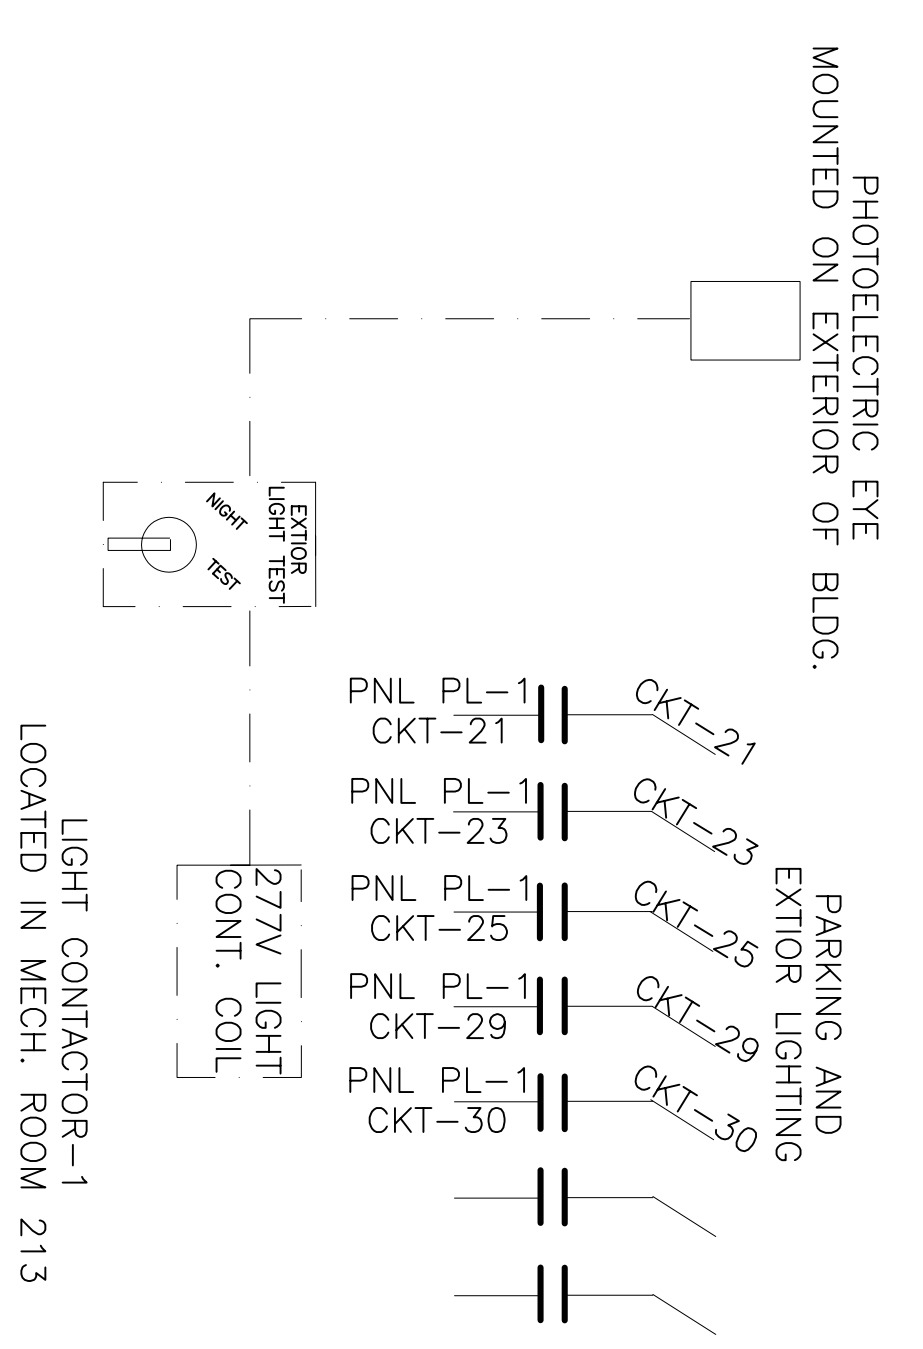 PHOTOELECTRIC EYE
MOUNTED ON EXTERIOR OF BLDG.
EXTIOR
LIGHT TEST
NIGHT
TEST
PNL PL-1
CKT-21
CKT-21
PNL PL-1
CKT-23
CKT-23
PNL PL-1
CKT-25
CKT-25
PNL PL-1
CKT-29
CKT-29
PNL PL-1
CKT-30
CKT-30
PARKING AND
EXTIOR LIGHTING
277V LIGHT
CONT. COIL
LIGHT CONTACTOR-1
LOCATED IN MECH. ROOM 213